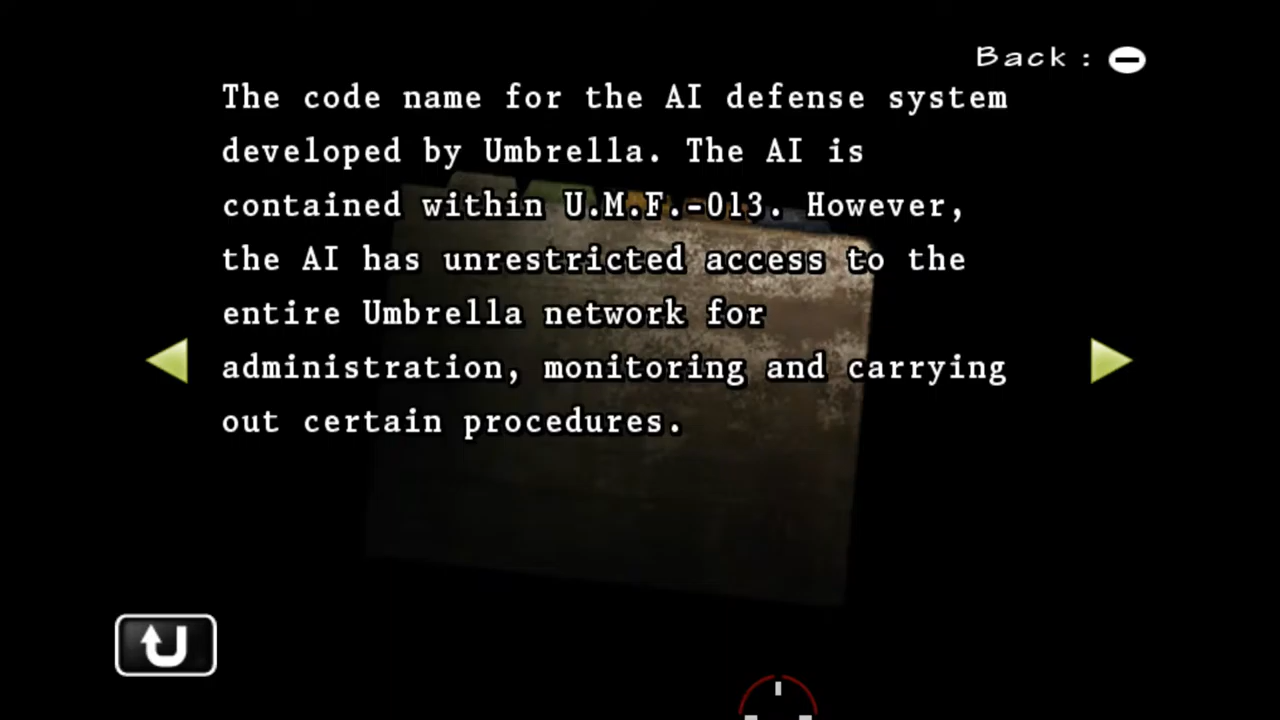 Back :
The code name for the AI defense system
developed by Umbrella. The AI is
contained within U.M.F.-013. However,
the AI has unrestricted access to the
entire Umbrella network for
administration, monitoring and carrying
out certain procedures.